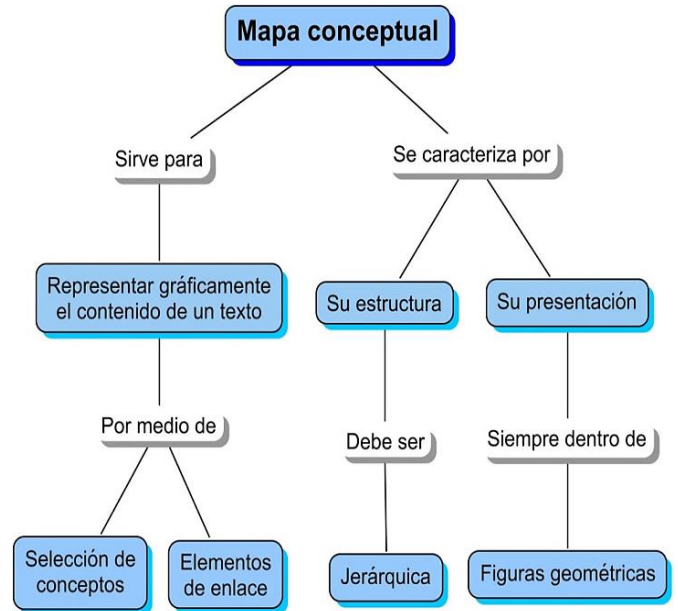 Mapa conceptual
Sirve para
Se caracteriza por
Representar gráficamente
el contenido de un texto
Su estructura
Su presentación
Por medio de
Debe ser
Siempre dentro de
Selección de
conceptos
Elementos
de enlace
Jerárquica
Figuras geométricas